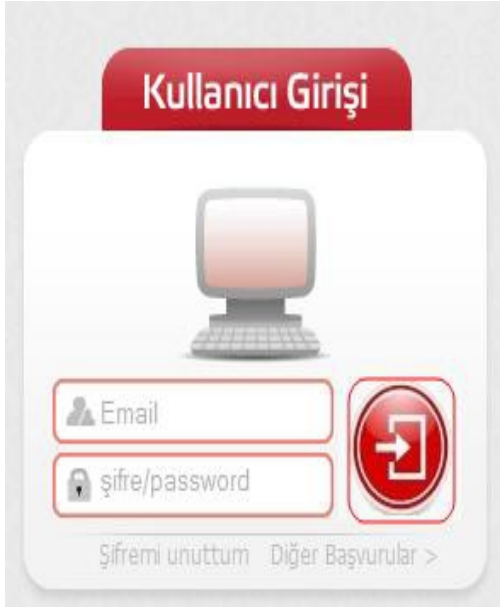 Kullanıcı Girişi
Email
şifre/password
Şifremi unuttum Diğer Başvurular >